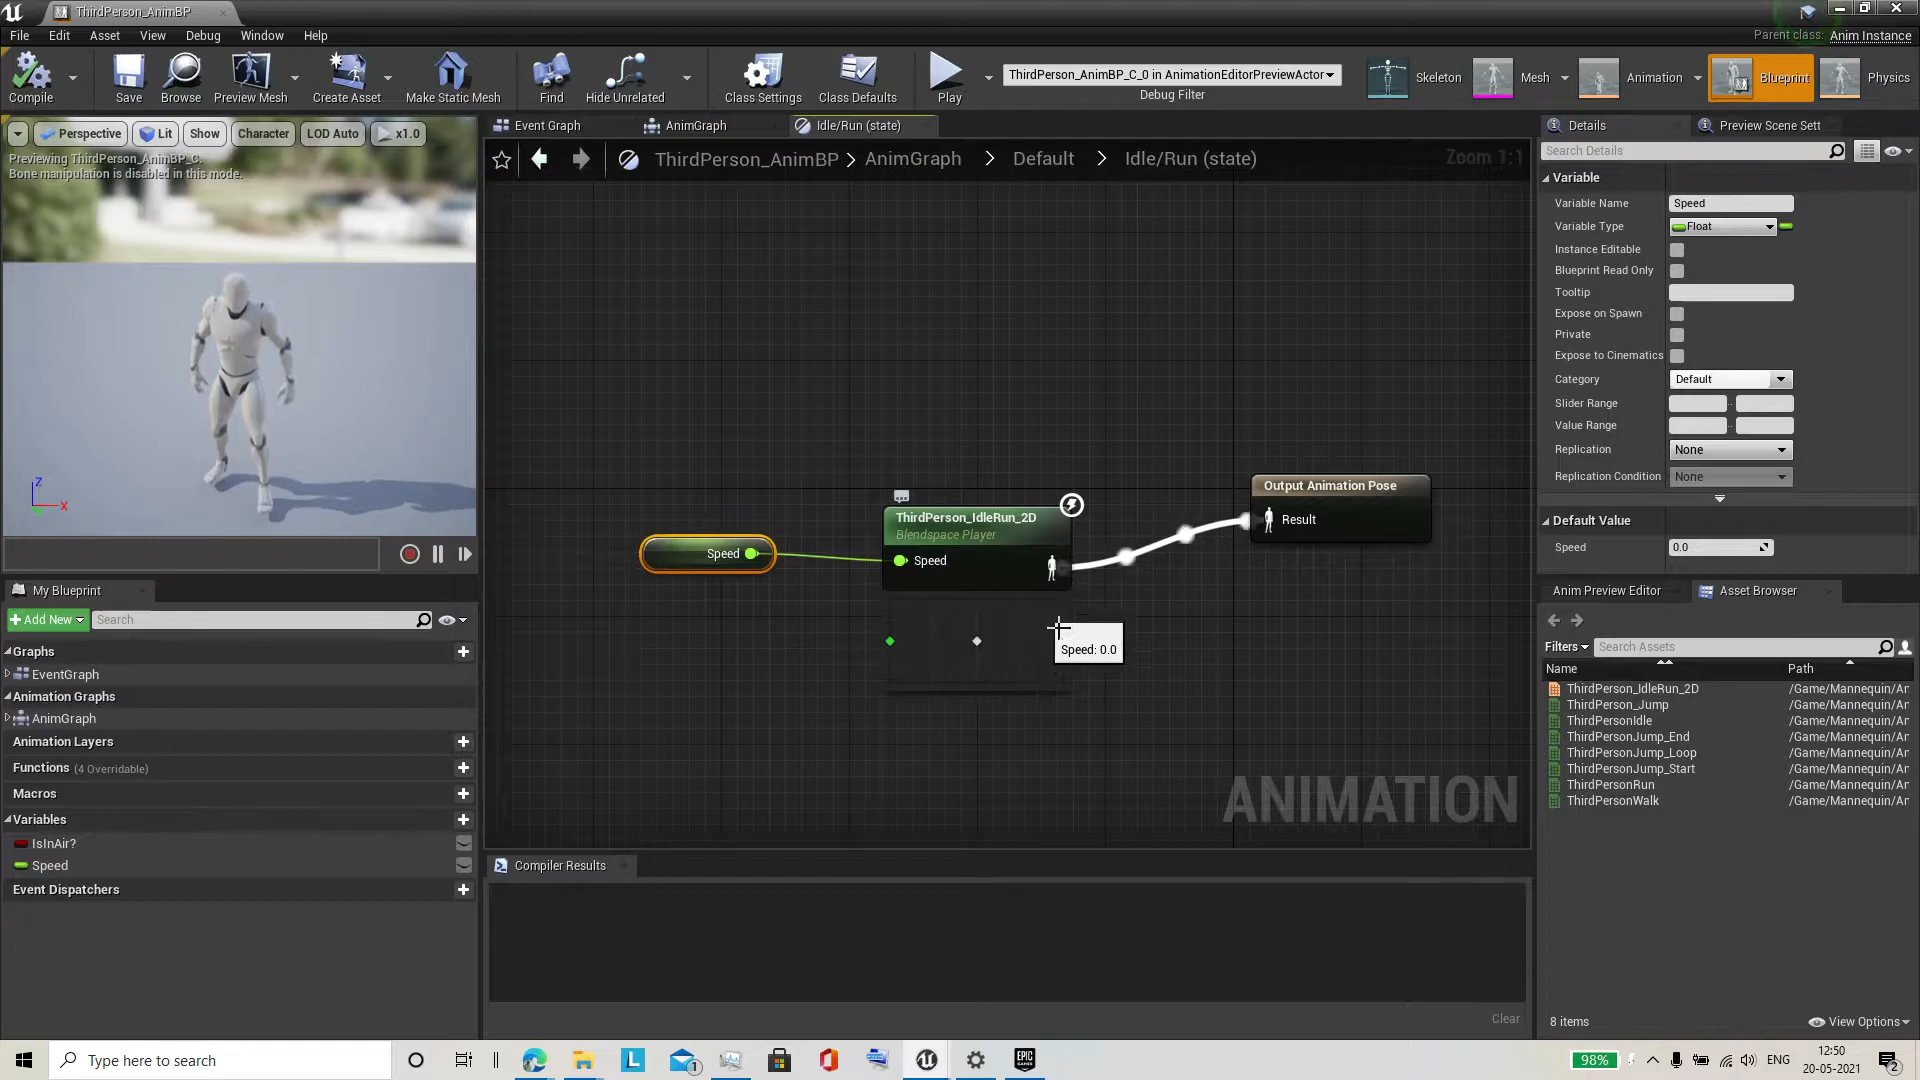 ThirdPerson_AnimBP
File Edit Asset View Debug Window Help
Parent class: Anim Instance
Compile Save Browse Preview Mesh Create Asset Make Static Mesh Find Hide Unrelated Class Settings Class Defaults Play
ThirdPerson_AnimBP_C_0 in AnimationEditorPreviewActor
Debug Filter
Skeleton Mesh Animation Blueprint Physics
Perspective Lit Show Character LOD Auto x1.0
Previewing ThirdPerson_AnimBP_C.
Bone manipulation is disabled in this mode.
Z
X
Event Graph AnimGraph Idle/Run (state)
ThirdPerson_AnimBP > AnimGraph > Default > Idle/Run (state)
Zoom 1:1
Speed
ThirdPerson_IdleRun_2D
Blendspace Player
Speed
Output Animation Pose
Result
Speed: 0.0
ANIMATION
My Blueprint
Add New Search
Graphs
EventGraph
Animation Graphs
AnimGraph
Animation Layers
Functions (4 Overridable)
Macros
Variables
IsInAir?
Speed
Event Dispatchers
Compiler Results
Clear
Details Preview Scene Sett
Search Details
Variable
Variable Name Speed
Variable Type Float
Instance Editable
Blueprint Read Only
Tooltip
Expose on Spawn
Private
Expose to Cinematics
Category Default
Slider Range
Value Range
Replication None
Replication Condition None
Default Value
Speed 0.0
Anim Preview Editor Asset Browser
Filters Search Assets
Name Path
ThirdPerson_IdleRun_2D /Game/Mannequin/Ar
ThirdPerson_Jump /Game/Mannequin/Ar
ThirdPersonIdle /Game/Mannequin/Ar
ThirdPersonJump_End /Game/Mannequin/Ar
ThirdPersonJump_Loop /Game/Mannequin/Ar
ThirdPersonJump_Start /Game/Mannequin/Ar
ThirdPersonRun /Game/Mannequin/Ar
ThirdPersonWalk /Game/Mannequin/Ar
8 items View Options
Type here to search
L
1
EPIC GAMES
98%
ENG
12:50
20-05-2021
2